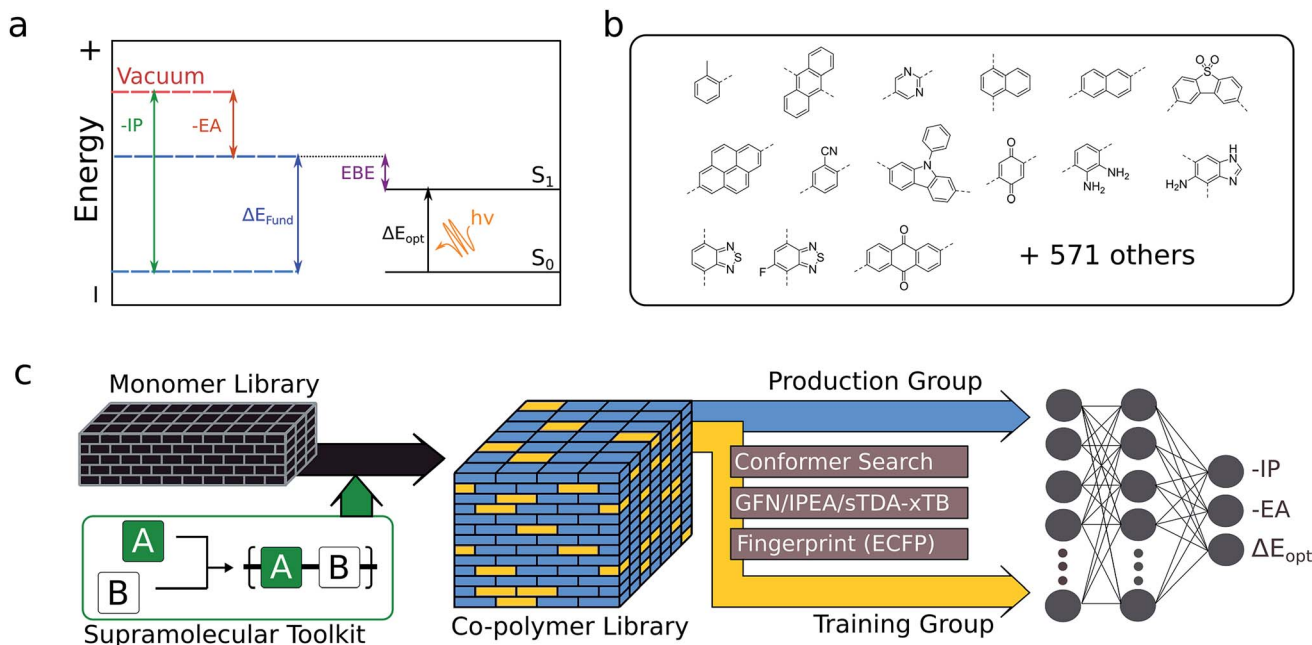 a
+
Vacuum
-IP
-EA
Energy
EBE
S1
ΔEFund
ΔEopt
hν
S0
–
b
N
N
O O
S
CN
N
O
O
NH2
NH2
H
N
N
NH2
N
S
N
F
N
S
N
O
O
+ 571 others
c
Monomer Library
Production Group
Conformer Search
GFN/IPEA/sTDA-xTB
Fingerprint (ECFP)
-IP
-EA
ΔEopt
A
B
A
B
Supramolecular Toolkit
Co-polymer Library
Training Group